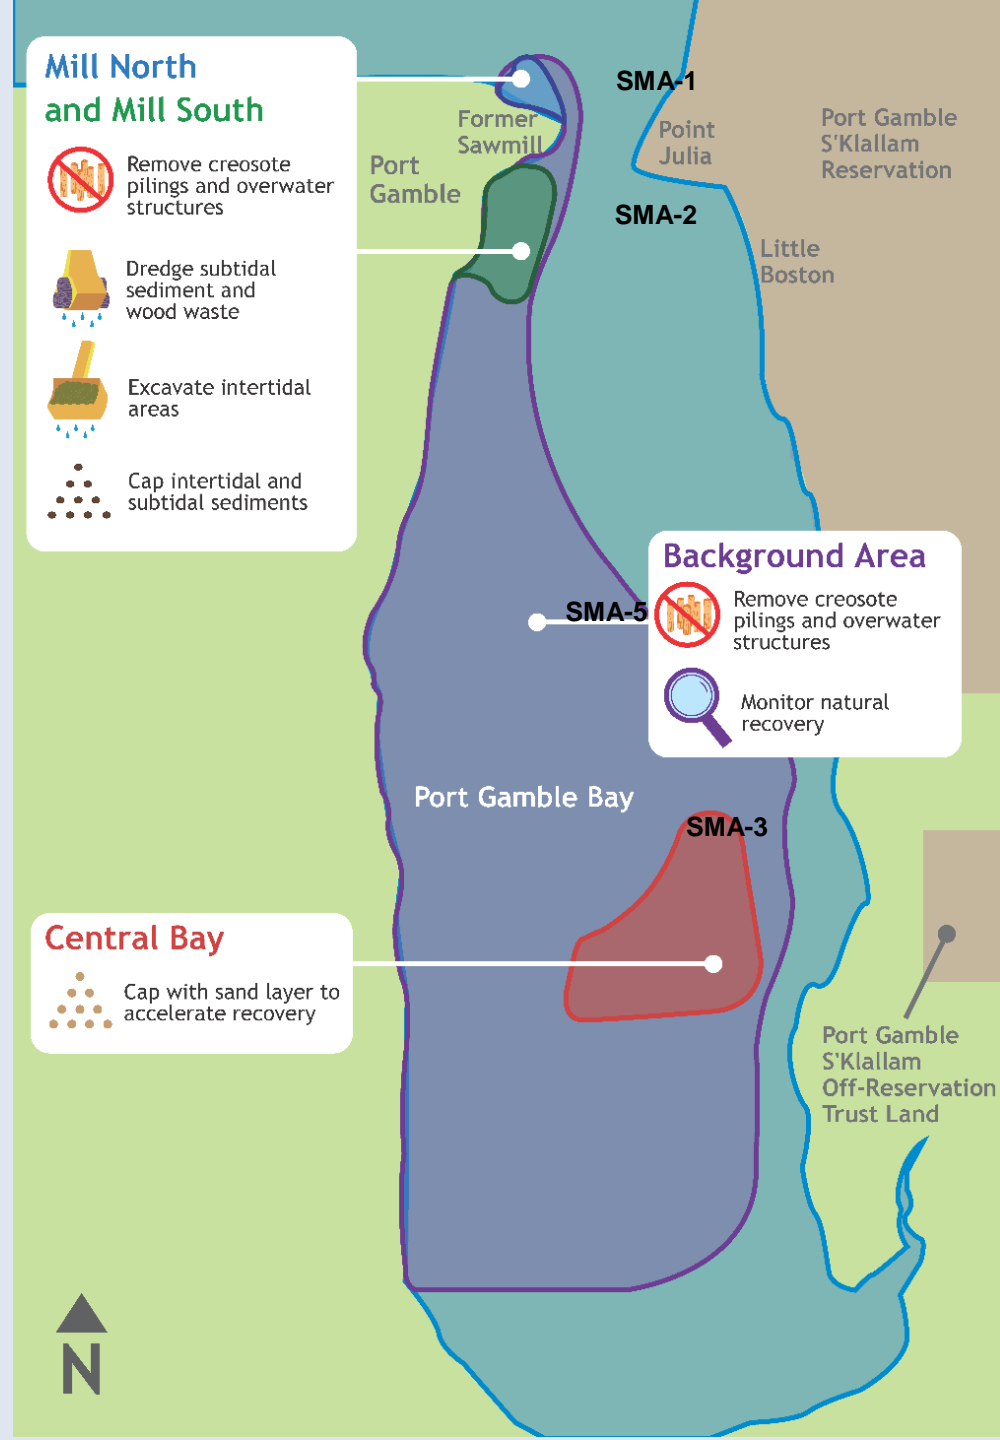 Mill North
and Mill South
Remove creosote
pilings and overwater
structures
Dredge subtidal
sediment and
wood waste
Excavate intertidal
areas
Cap intertidal and
subtidal sediments
SMA-1
Former
Sawmill
Port
Gamble
Point
Julia
Port Gamble
S'Klallam
Reservation
SMA-2
Little
Boston
SMA-5
Background Area
Remove creosote
pilings and overwater
structures
Monitor natural
recovery
Port Gamble Bay
SMA-3
Central Bay
Cap with sand layer to
accelerate recovery
Port Gamble
S'Klallam
Off-Reservation
Trust Land
N